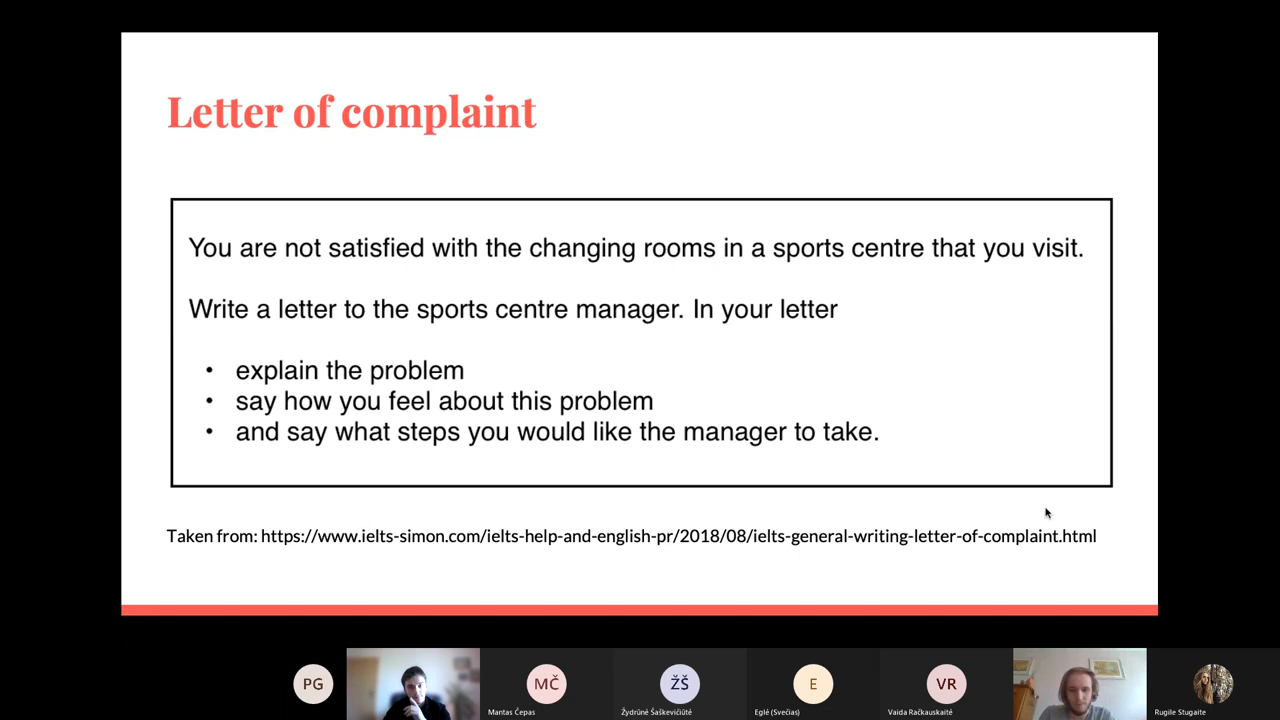 Letter of complaint
You are not satisfied with the changing rooms in a sports centre that you visit.
Write a letter to the sports centre manager. In your letter
• explain the problem
• say how you feel about this problem
• and say what steps you would like the manager to take.
Taken from: https://www.ielts-simon.com/ielts-help-and-english-pr/2018/08/ielts-general-writing-letter-of-complaint.html
PG
MČ
ŽŠ
E
VR
Mantas Čepas
Žydrūnė Šaškevičiūtė
Eglė (Svečias)
Vaida Račkauskaitė
Rugile Stugaite